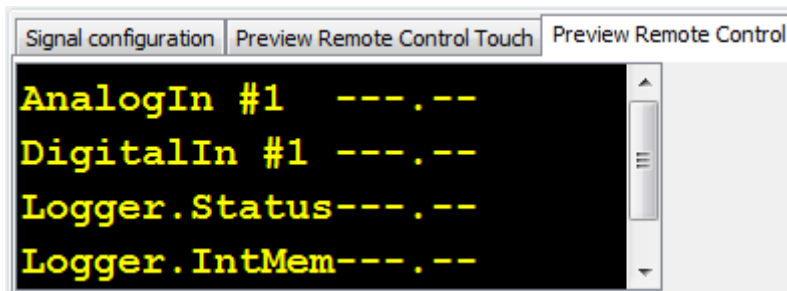 Signal configuration Preview Remote Control Touch Preview Remote Control
AnalogIn #1 ---.--
DigitalIn #1 ---.--
Logger.Status---.--
Logger.IntMem---.--